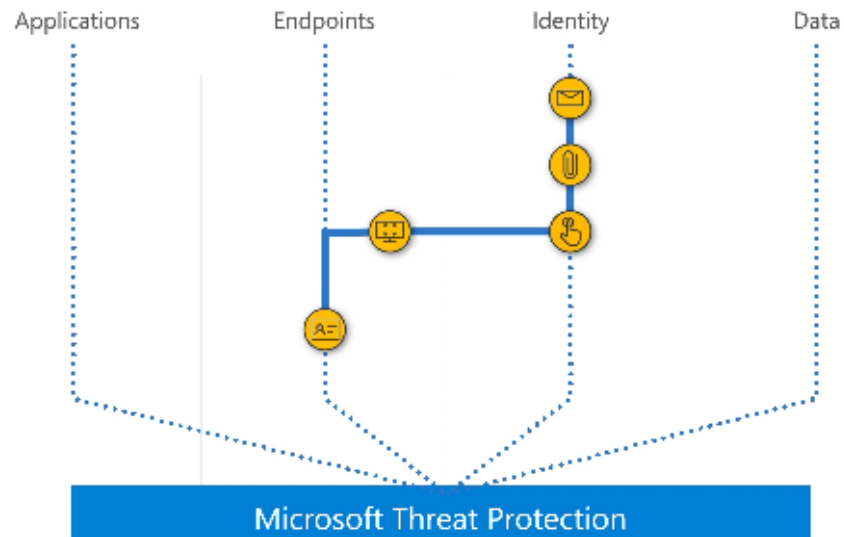 Applications
Endpoints
Identity
Data
Microsoft Threat Protection